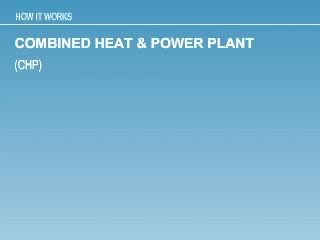 HOW IT WORKS
COMBINED HEAT & POWER PLANT
(CHP)